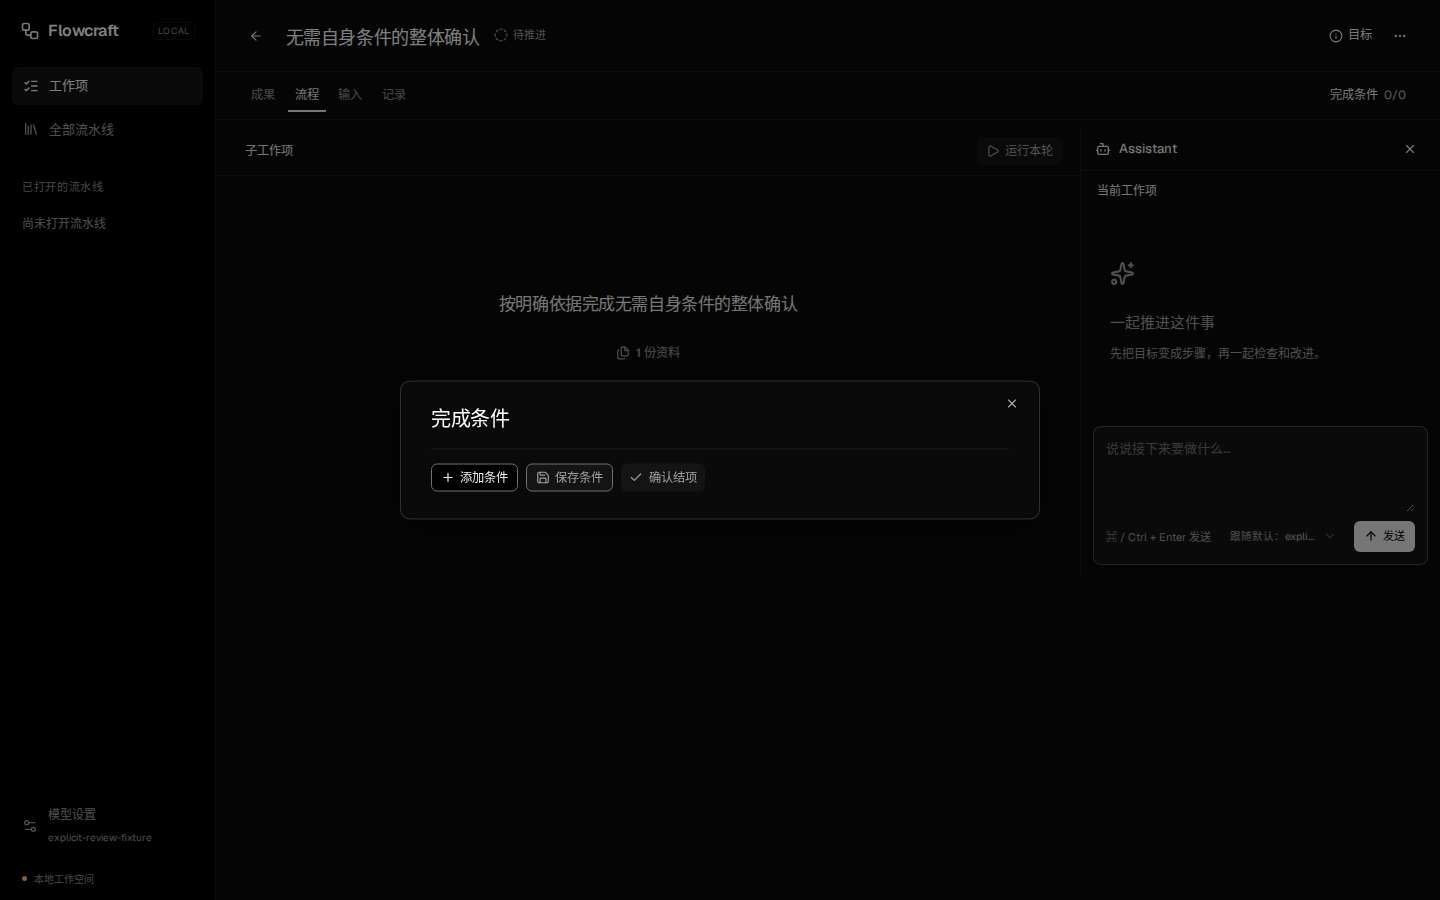 Flowcraft LOCAL
工作项
全部流水线
已打开的流水线
尚未打开流水线
模型设置
explicit-review-fixture
本地工作空间
无需自身条件的整体确认 待推进
目标
成果 流程 输入 记录
完成条件 0/0
子工作项
运行本轮
按明确依据完成无需自身条件的整体确认
1 份资料
完成条件
添加条件 保存条件 确认结项
Assistant
当前工作项
一起推进这件事
先把目标变成步骤，再一起检查和改进。
说说接下来要做什么...
⌘ / Ctrl + Enter 发送 跟随默认：expli... 发送